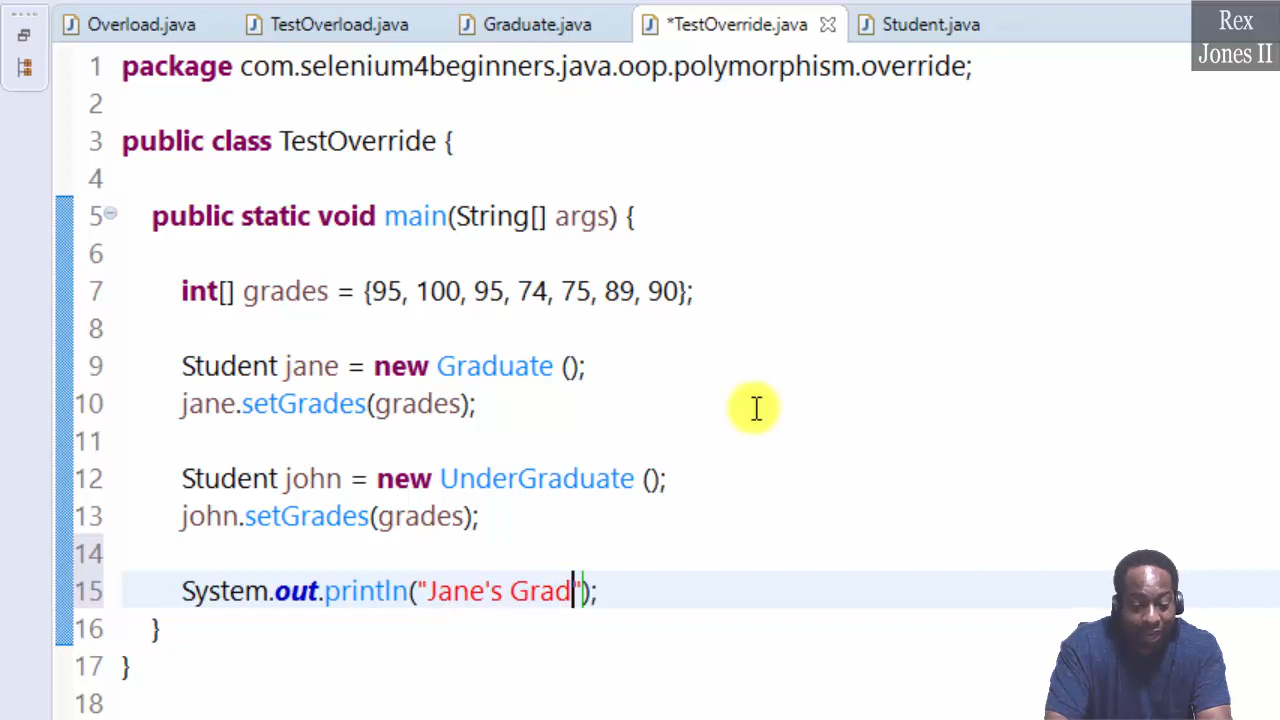 Overload.java TestOverload.java Graduate.java *TestOverride.java Student.java
Rex
Jones II
1 package com.selenium4beginners.java.oop.polymorphism.override;
2
3 public class TestOverride {
4
5 public static void main(String[] args) {
6
7 int[] grades = {95, 100, 95, 74, 75, 89, 90};
8
9 Student jane = new Graduate ();
10 jane.setGrades(grades);
11
12 Student john = new UnderGraduate ();
13 john.setGrades(grades);
14
15 System.out.println("Jane's Grad");
16 }
17 }
18